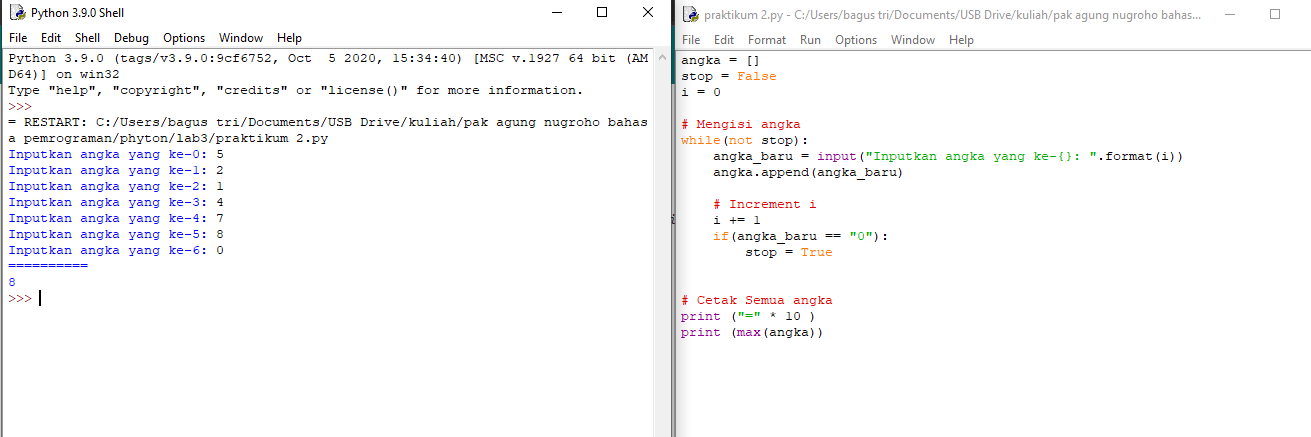 Python 3.9.0 Shell
File Edit Shell Debug Options Window Help
Python 3.9.0 (tags/v3.9.0:9cf6752, Oct  5 2020, 15:34:40) [MSC v.1927 64 bit (AM
D64)] on win32
Type "help", "copyright", "credits" or "license()" for more information.
>>>
= RESTART: C:/Users/bagus tri/Documents/USB Drive/kuliah/pak agung nugroho bahas
a pemrograman/phyton/lab3/praktikum 2.py
Inputkan angka yang ke-0: 5
Inputkan angka yang ke-1: 2
Inputkan angka yang ke-2: 1
Inputkan angka yang ke-3: 4
Inputkan angka yang ke-4: 7
Inputkan angka yang ke-5: 8
Inputkan angka yang ke-6: 0
==========
8
>>>
praktikum 2.py - C:/Users/bagus tri/Documents/USB Drive/kuliah/pak agung nugroho bahas...
File Edit Format Run Options Window Help
angka = []
stop = False
i = 0

# Mengisi angka
while(not stop):
    angka_baru = input("Inputkan angka yang ke-{}: ".format(i))
    angka.append(angka_baru)

    # Increment i
    i += 1
    if(angka_baru == "0"):
        stop = True

# Cetak Semua angka
print ("=" * 10 )
print (max(angka))